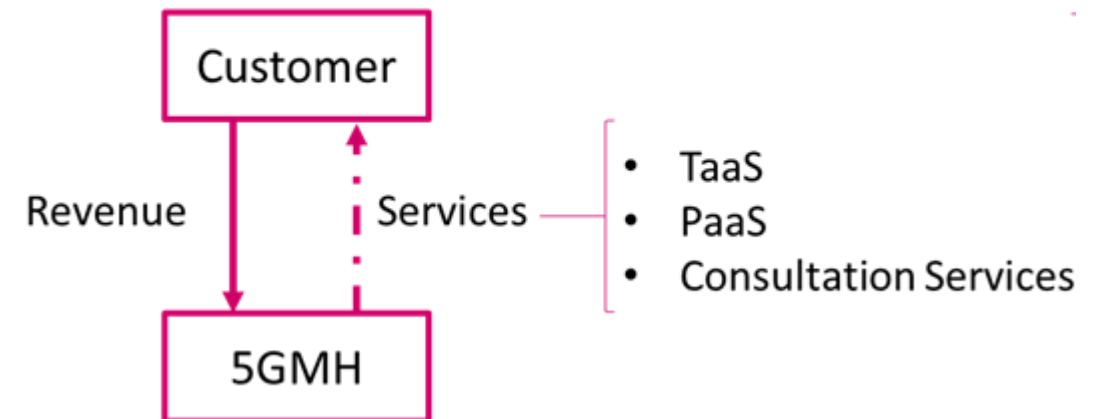 Customer
Revenue
Services
• TaaS
• PaaS
• Consultation Services
5GMH